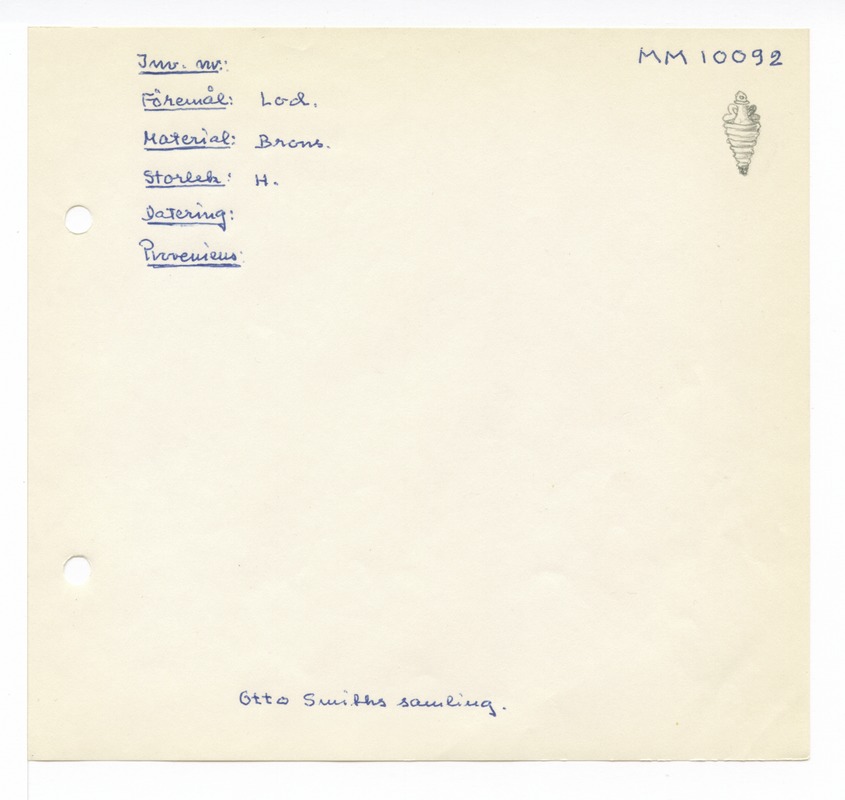 MM 10092
Inv. nr.:
Föremål: Lod.
Material: Brons.
Storlek: H.
Datering:
Proveniens:
Otto Smiths samling.